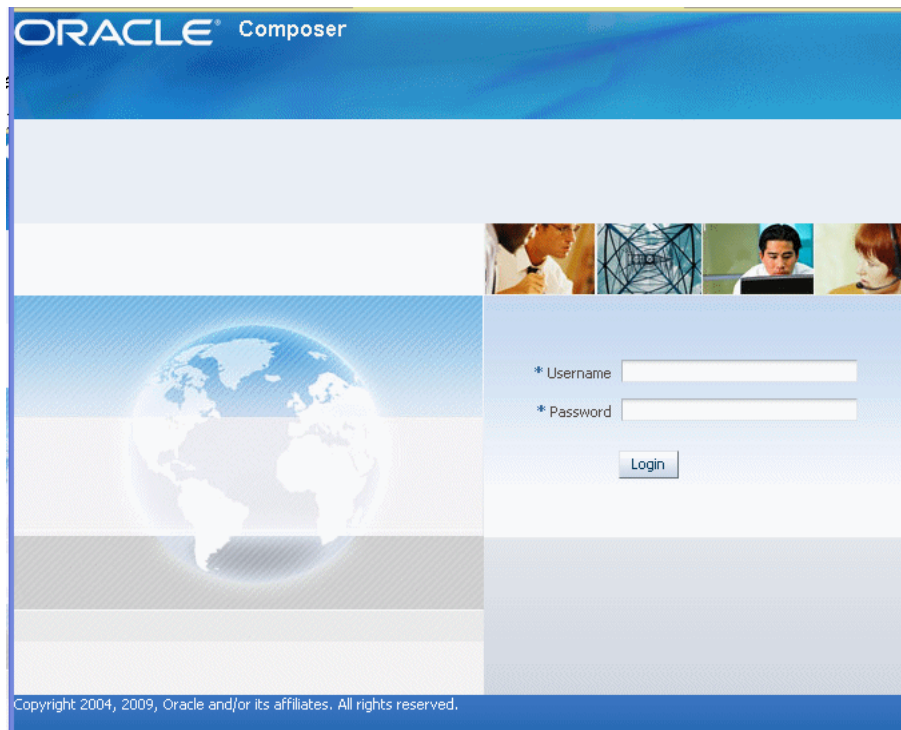 ORACLE® Composer
* Username
* Password
Login
Copyright 2004, 2009, Oracle and/or its affiliates. All rights reserved.